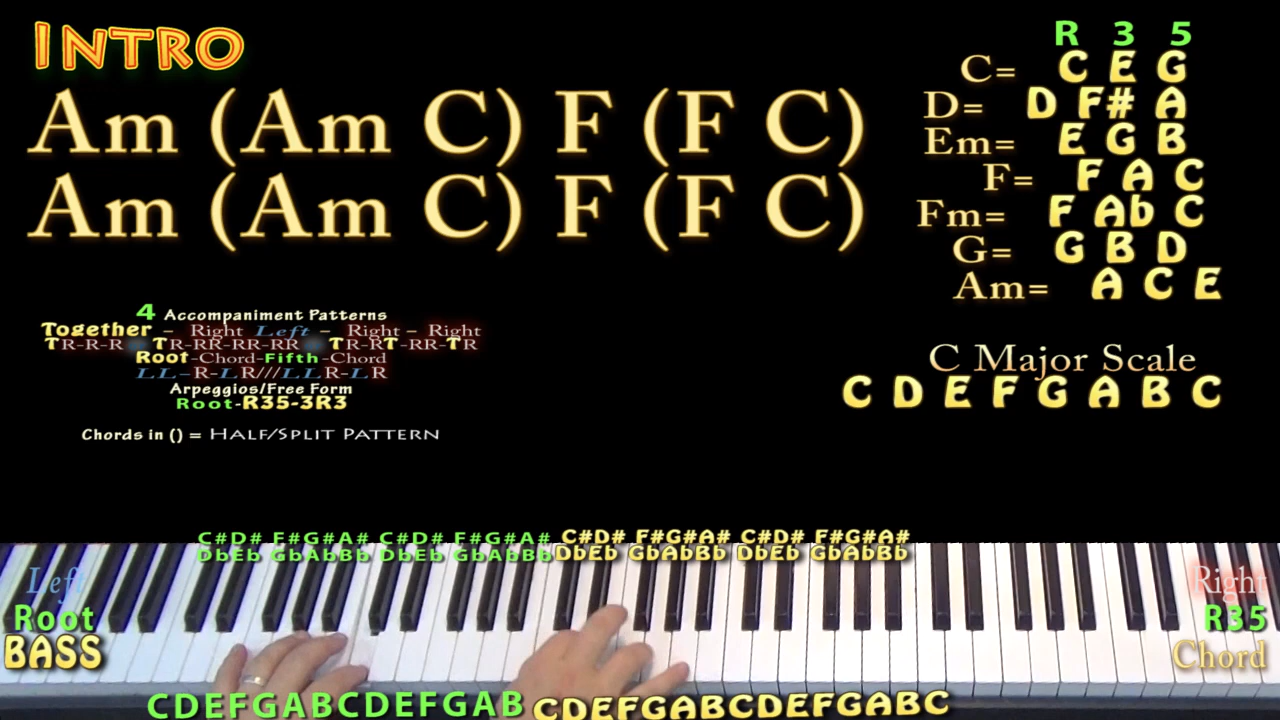 INTRO
Am (Am C) F (F C)
Am (Am C) F (F C)
R 3 5
C= C E G
D= D F# A
Em= E G B
F= F A C
Fm= F Ab C
G= G B D
Am= A C E
4 Accompaniment Patterns
Together - Right Left - Right - Right
TR-R-R - TR-RR-RR-RR - TR-RT-RR-TR
Root-Chord-Fifth-Chord
LL-R-LR///LLR-LR
Arpeggios/Free Form
Root-R35-3R3
Chords in () = HALF/SPLIT PATTERN
C Major Scale
C D E F G A B C
C#D# F#G#A# C#D# F#G#A# C#D# F#G#A# C#D# F#G#A#
DbEb GbAbBb DbEb GbAbBb DbEb GbAbBb DbEb GbAbBb
Left
Root
BASS
Right
R35
Chord
CDEFGABCDEFGAB CDEFGABCDEFGABC